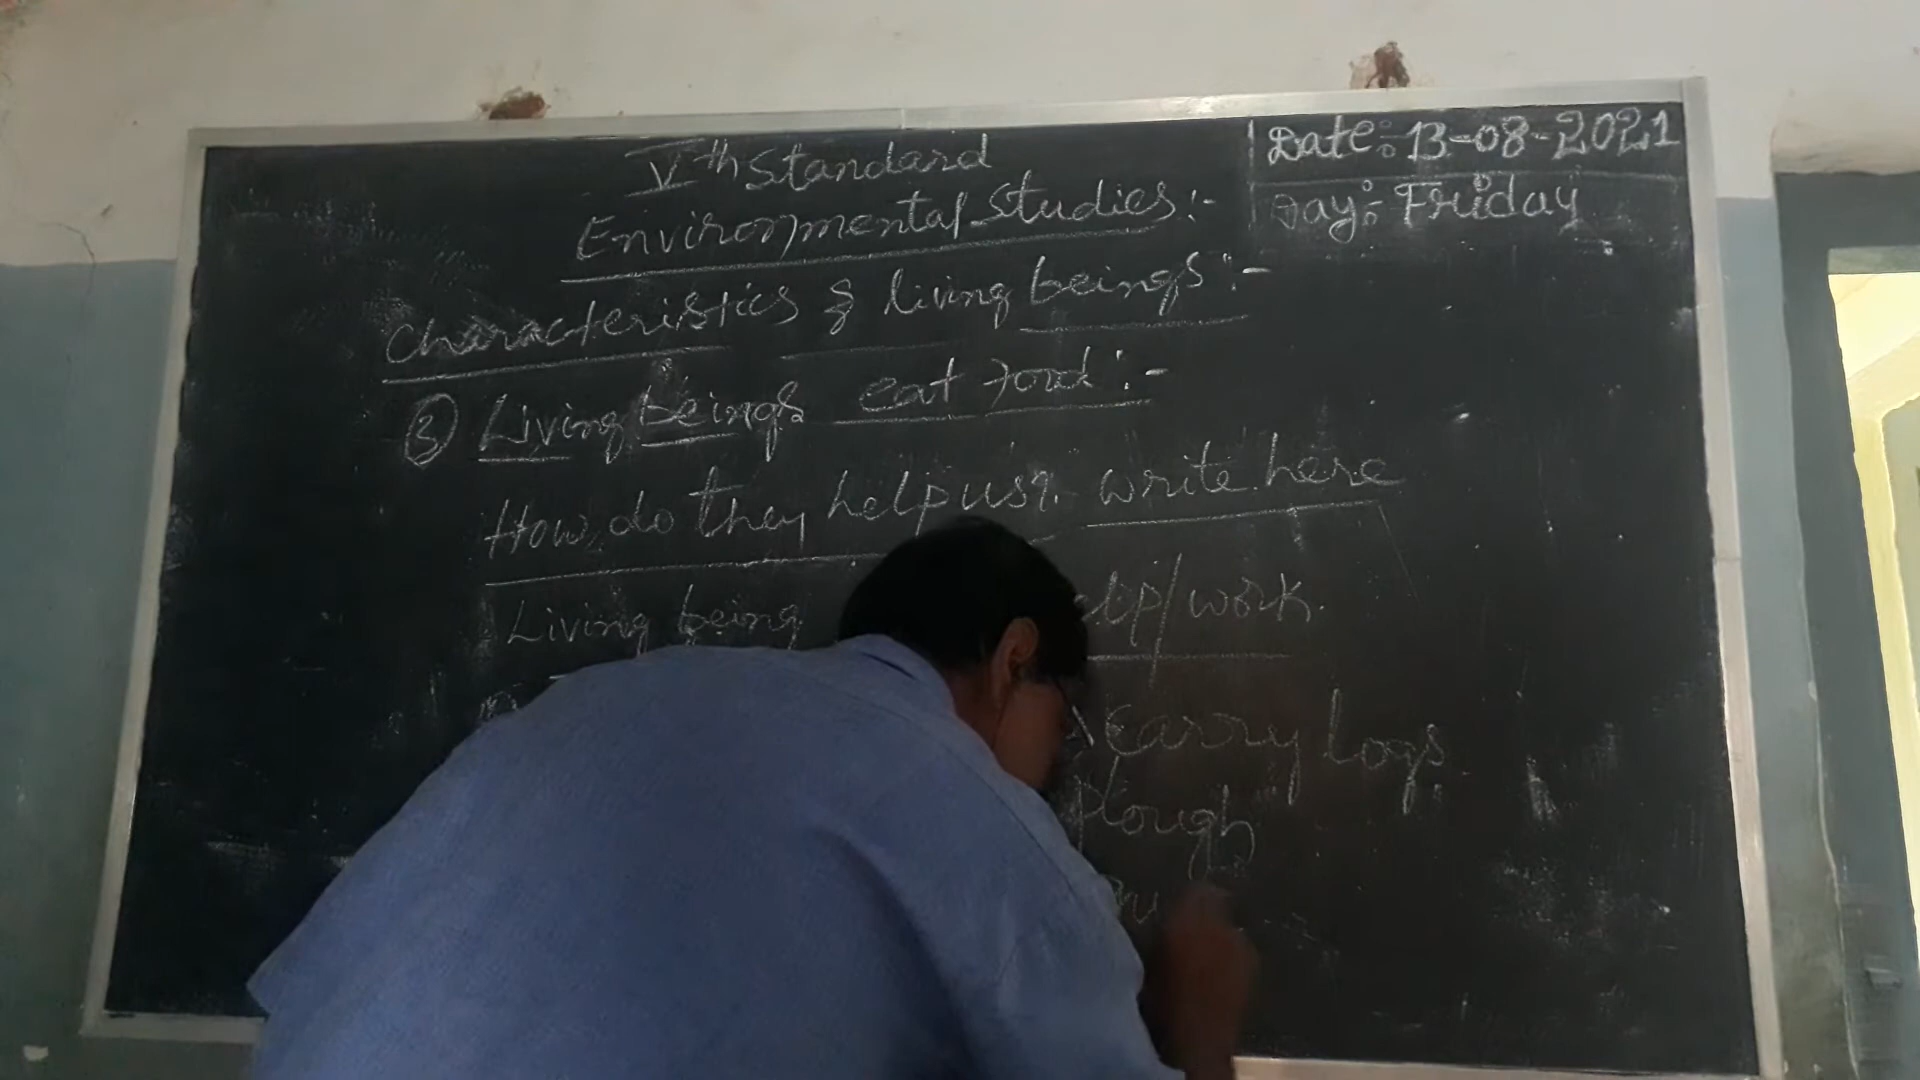 Vth Standard
Environmental Studies:-
Date:-13-08-2021
Day:- Friday
Characteristics of living beings:-
③ Living beings eat Food:-
How do they help us? write here
Living being help/work.
Carry logs.
plough